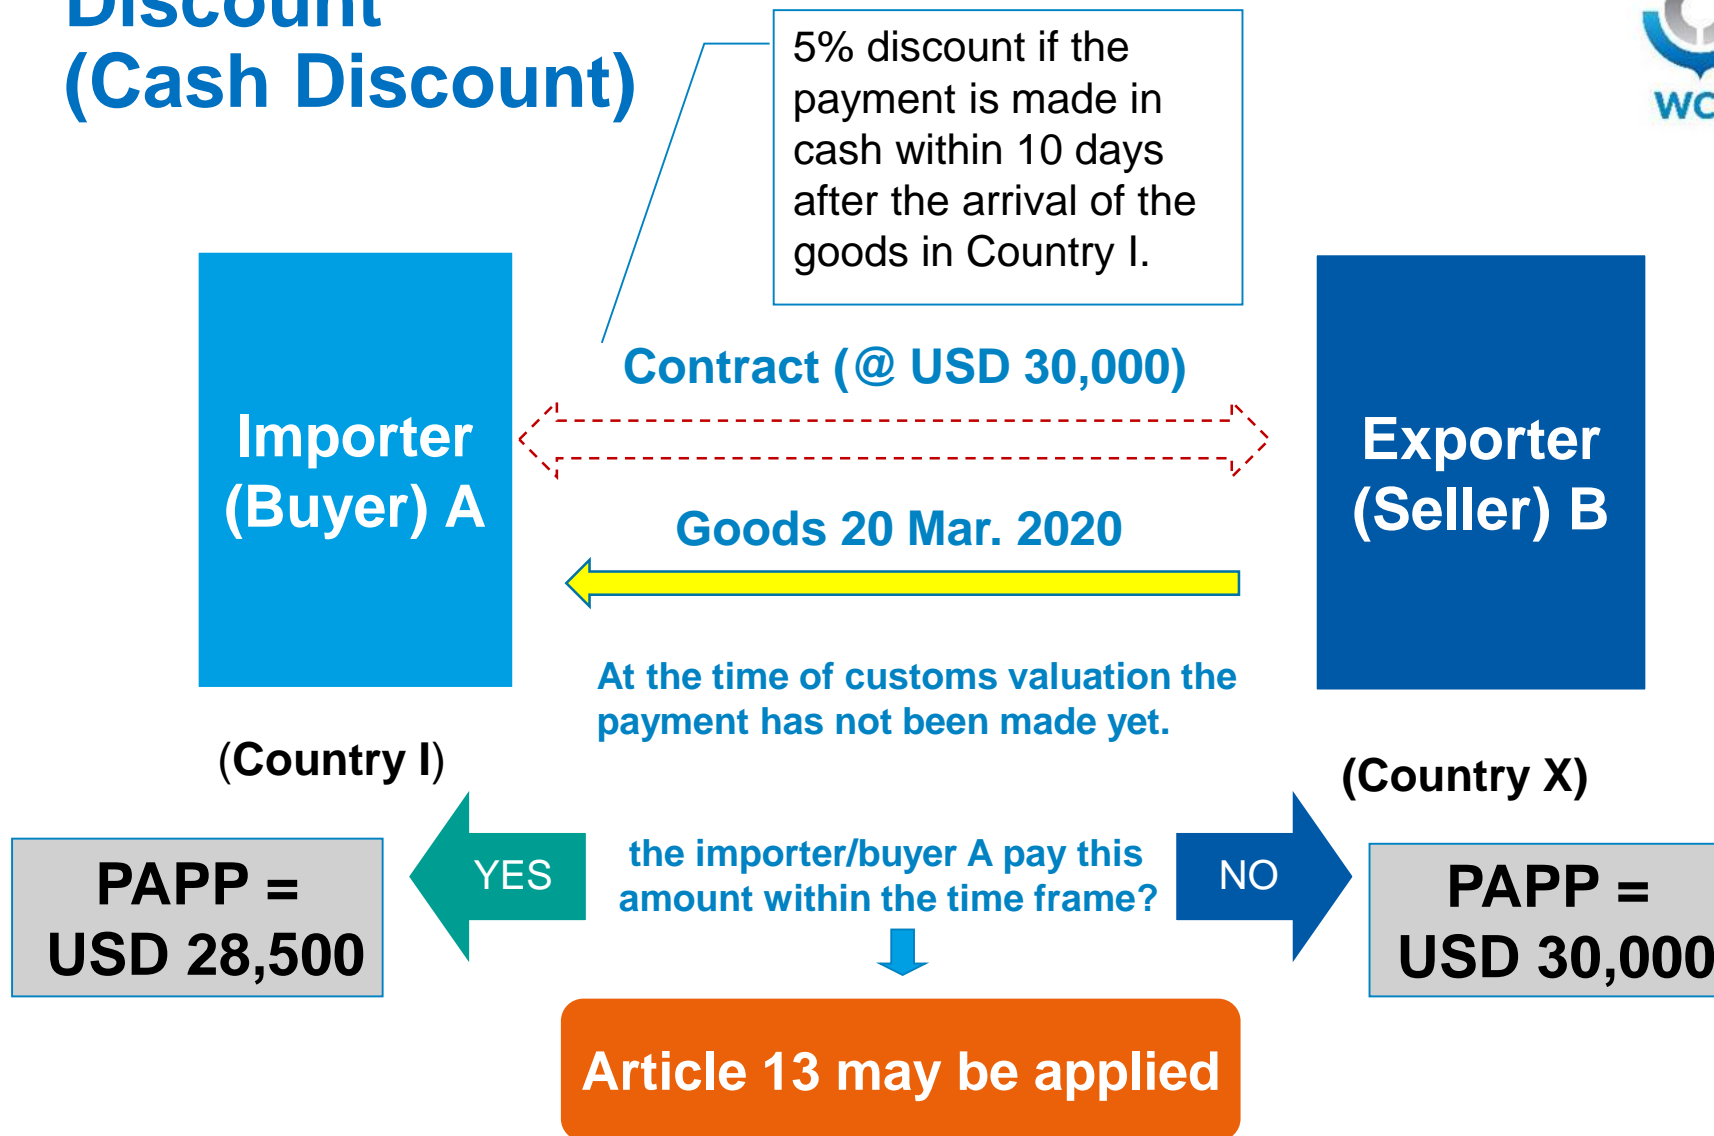 Discount
(Cash Discount)
5% discount if the
payment is made in
cash within 10 days
after the arrival of the
goods in Country I.
Contract (@ USD 30,000)
Importer
(Buyer) A
Exporter
(Seller) B
Goods 20 Mar. 2020
At the time of customs valuation the
payment has not been made yet.
(Country I)
(Country X)
YES
the importer/buyer A pay this
amount within the time frame?
NO
PAPP =
USD 28,500
PAPP =
USD 30,000
Article 13 may be applied